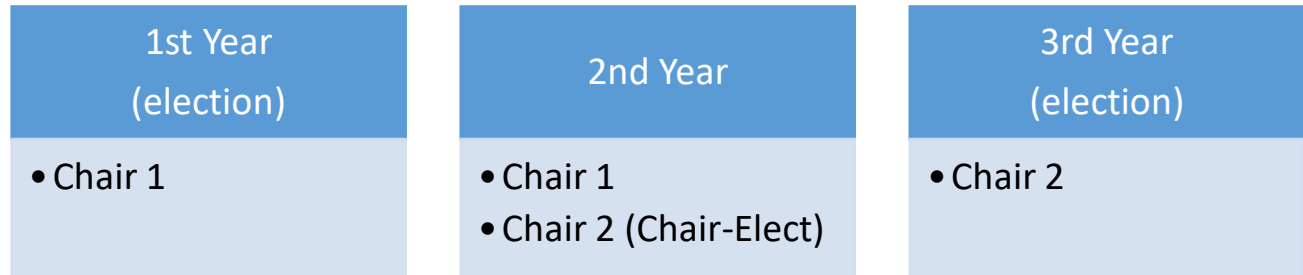 1st Year
(election)
• Chair 1
2nd Year
• Chair 1
• Chair 2 (Chair-Elect)
3rd Year
(election)
• Chair 2